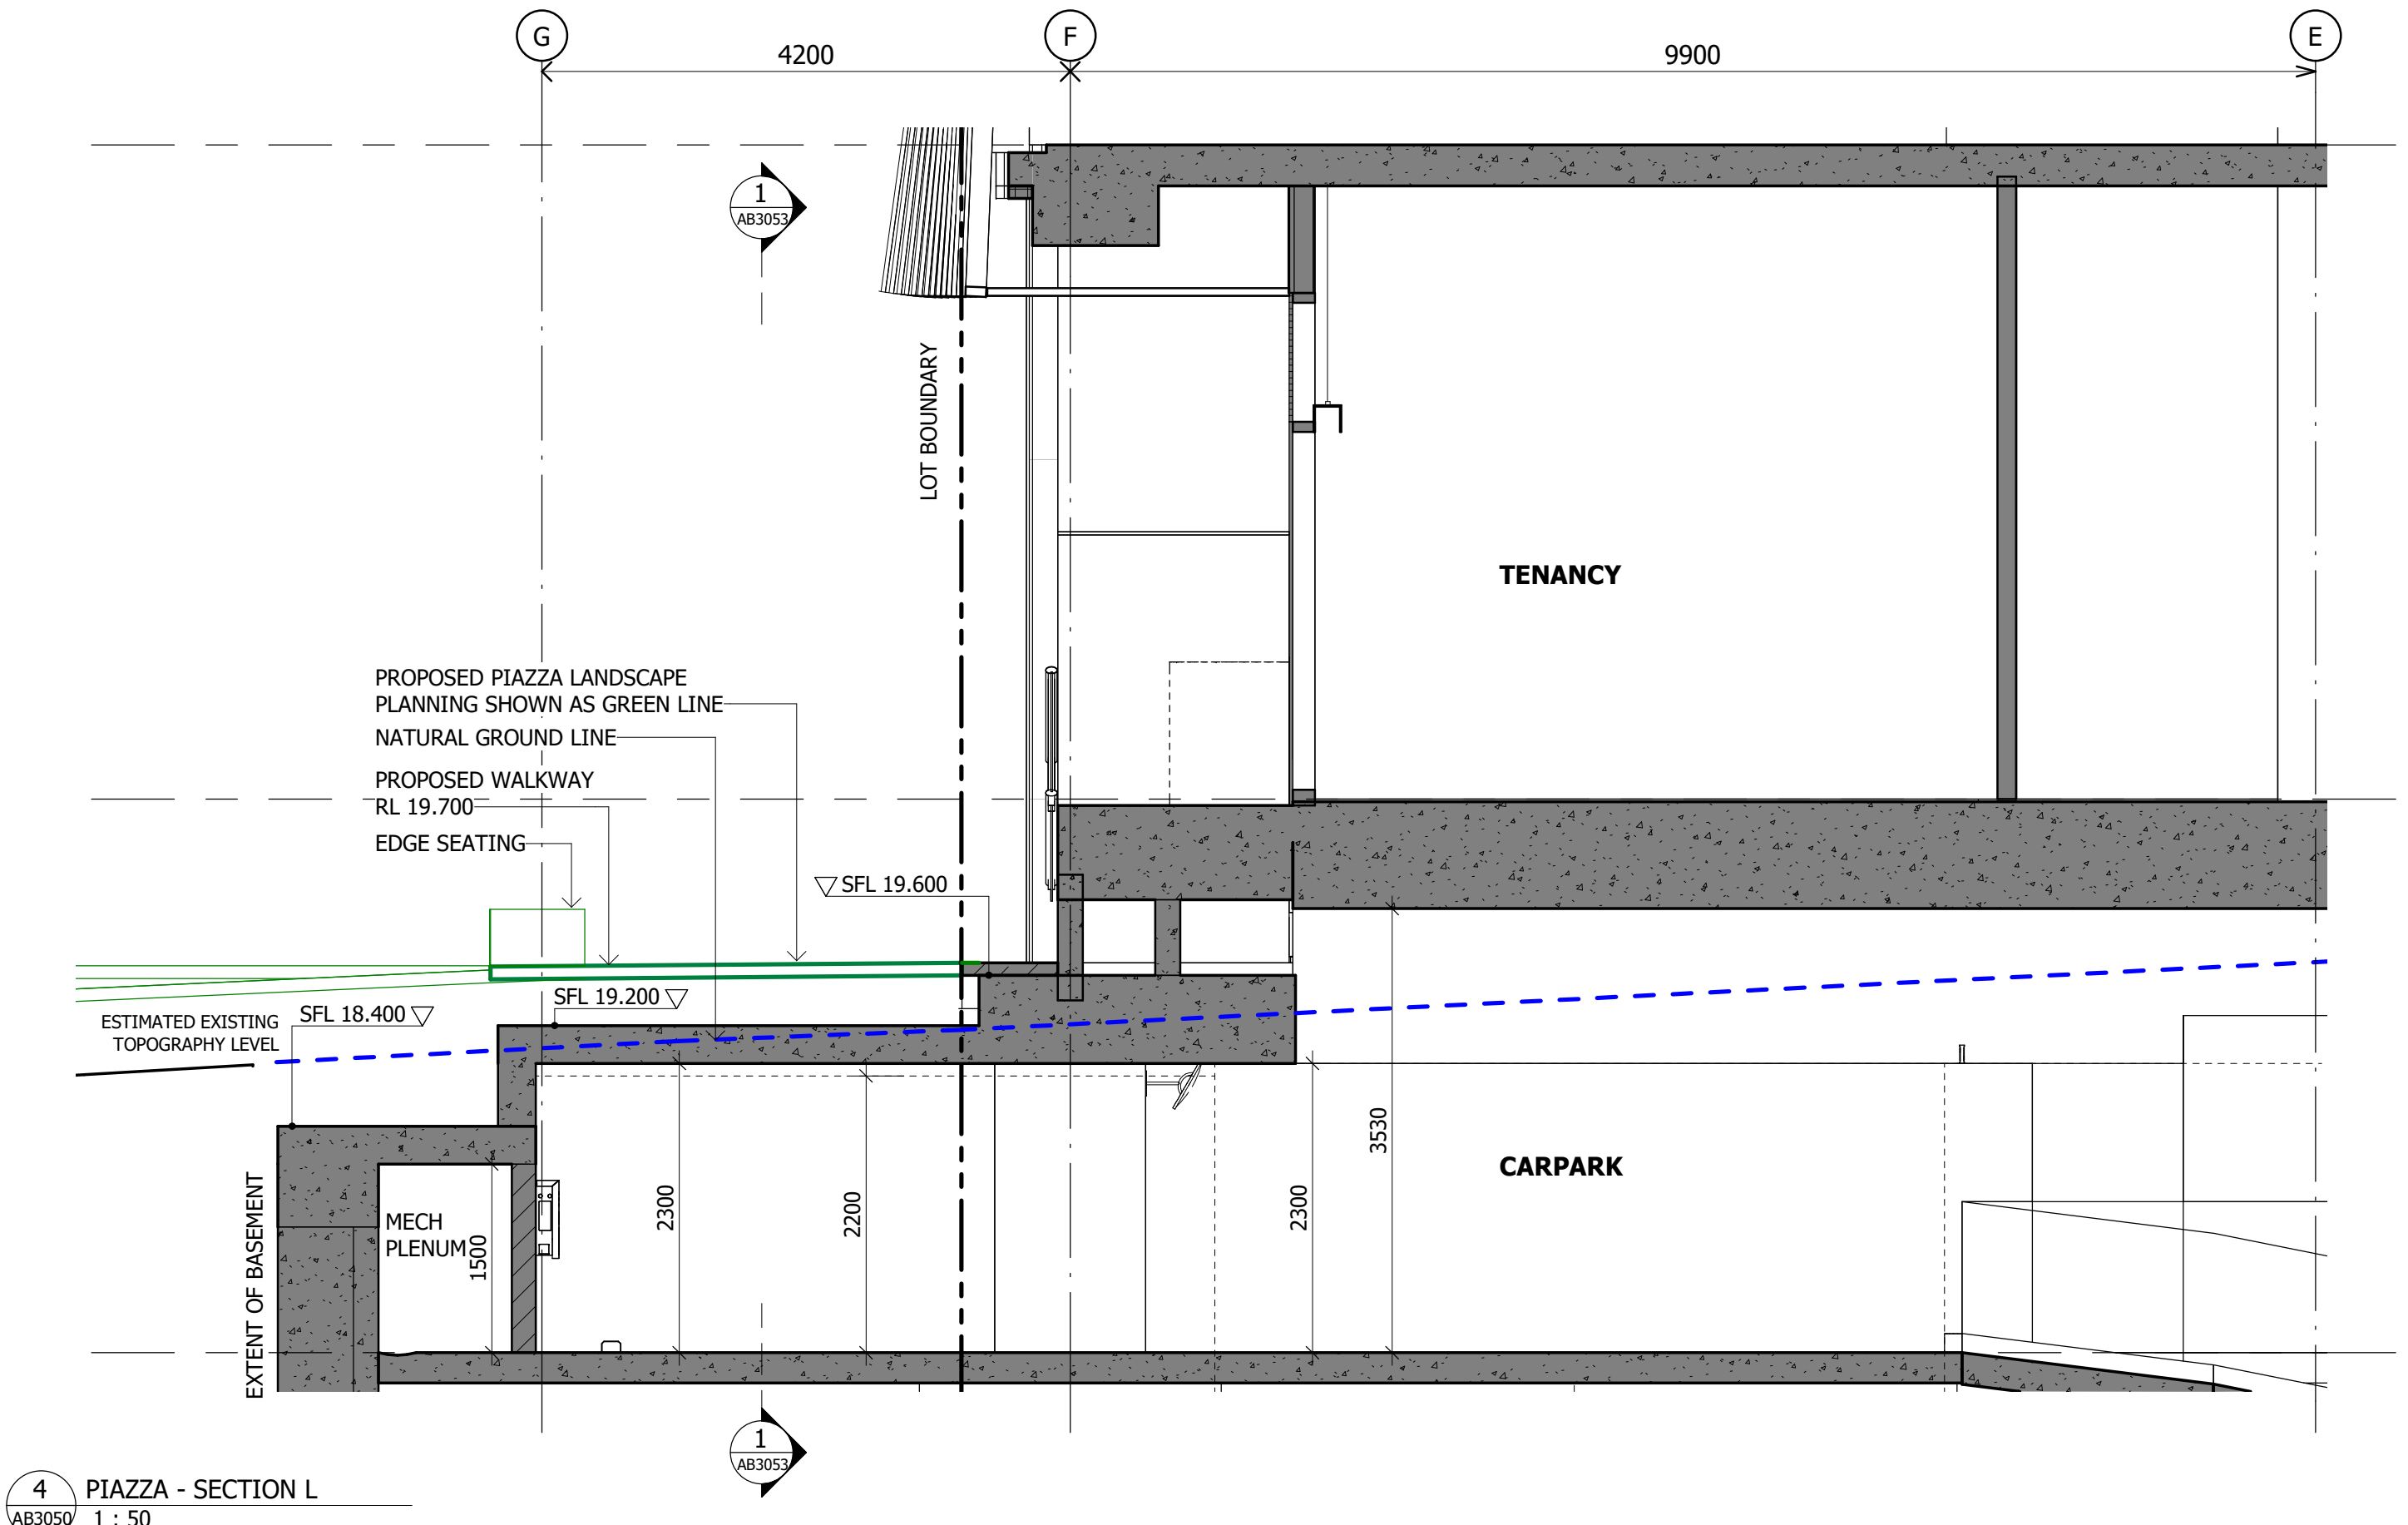 G
F
E
4200
9900
1
AB3053
LOT BOUNDARY
TENANCY
PROPOSED PIAZZA LANDSCAPE
PLANNING SHOWN AS GREEN LINE
NATURAL GROUND LINE
PROPOSED WALKWAY
RL 19.700
EDGE SEATING
SFL 19.600
SFL 19.200
SFL 18.400
ESTIMATED EXISTING
TOPOGRAPHY LEVEL
EXTENT OF BASEMENT
MECH
PLENUM
1500
2300
2200
2300
3530
CARPARK
1
AB3053
4
AB3050
PIAZZA - SECTION L
1 : 50